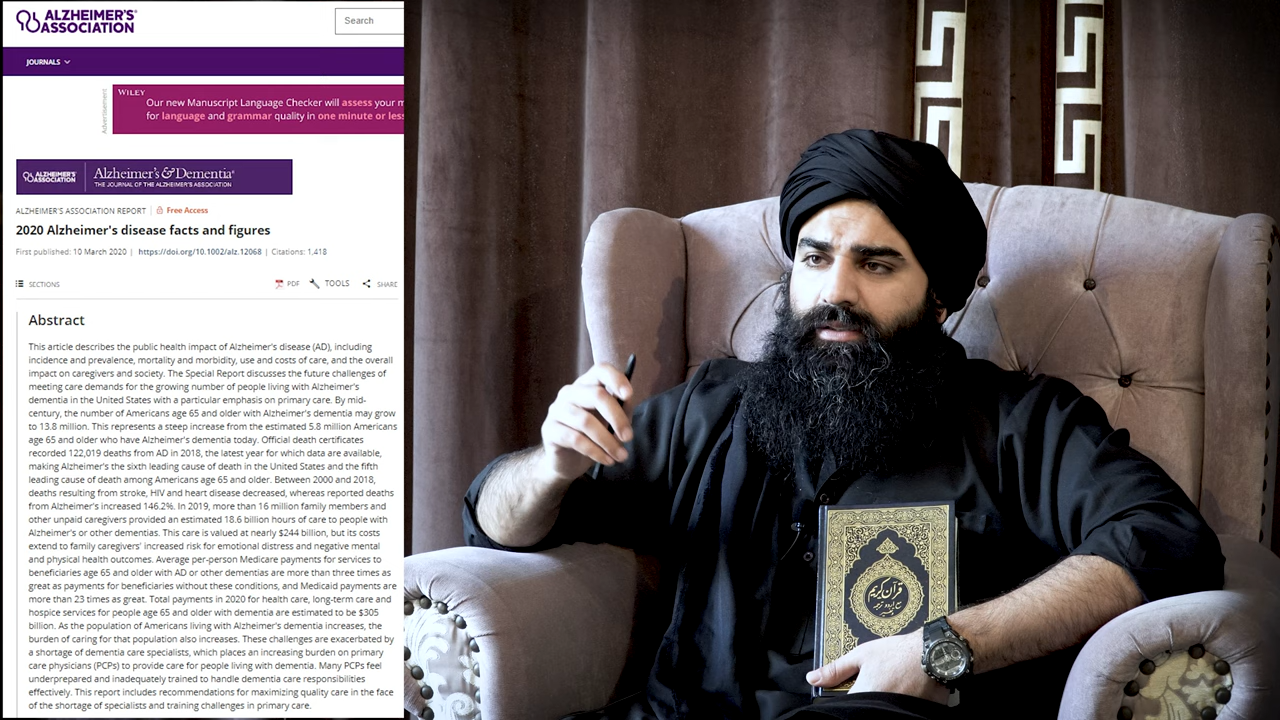 ALZHEIMER'S
ASSOCIATION
Search
JOURNALS
Advertisement
WILEY
Our new Manuscript Language Checker will assess your m
for language and grammar quality in one minute or less
ALZHEIMER'S
ASSOCIATION
Alzheimer's & Dementia
THE JOURNAL OF THE ALZHEIMER'S ASSOCIATION
ALZHEIMER'S ASSOCIATION REPORT | Free Access
2020 Alzheimer's disease facts and figures
First published: 10 March 2020 | https://doi.org/10.1002/alz.12068 | Citations: 1,418
SECTIONS PDF TOOLS SHARE
Abstract
This article describes the public health impact of Alzheimer's disease (AD), including
incidence and prevalence, mortality and morbidity, use and costs of care, and the overall
impact on caregivers and society. The Special Report discusses the future challenges of
meeting care demands for the growing number of people living with Alzheimer's
dementia in the United States with a particular emphasis on primary care. By mid-
century, the number of Americans age 65 and older with Alzheimer's dementia may grow
to 13.8 million. This represents a steep increase from the estimated 5.8 million Americans
age 65 and older who have Alzheimer's dementia today. Official death certificates
recorded 122,019 deaths from AD in 2018, the latest year for which data are available,
making Alzheimer's the sixth leading cause of death in the United States and the fifth
leading cause of death among Americans age 65 and older. Between 2000 and 2018,
deaths resulting from stroke, HIV and heart disease decreased, whereas reported deaths
from Alzheimer's increased 146.2%. In 2019, more than 16 million family members and
other unpaid caregivers provided an estimated 18.6 billion hours of care to people with
Alzheimer's or other dementias. This care is valued at nearly $244 billion, but its costs
extend to family caregivers' increased risk for emotional distress and negative mental
and physical health outcomes. Average per-person Medicare payments for services to
beneficiaries age 65 and older with AD or other dementias are more than three times as
great as payments for beneficiaries without these conditions, and Medicaid payments are
more than 23 times as great. Total payments in 2020 for health care, long-term care and
hospice services for people age 65 and older with dementia are estimated to be $305
billion. As the population of Americans living with Alzheimer's dementia increases, the
burden of caring for that population also increases. These challenges are exacerbated by
a shortage of dementia care specialists, which places an increasing burden on primary
care physicians (PCPs) to provide care for people living with dementia. Many PCPs feel
underprepared and inadequately trained to handle dementia care responsibilities
effectively. This report includes recommendations for maximizing quality care in the face
of the shortage of specialists and training challenges in primary care.
قرآن کریم